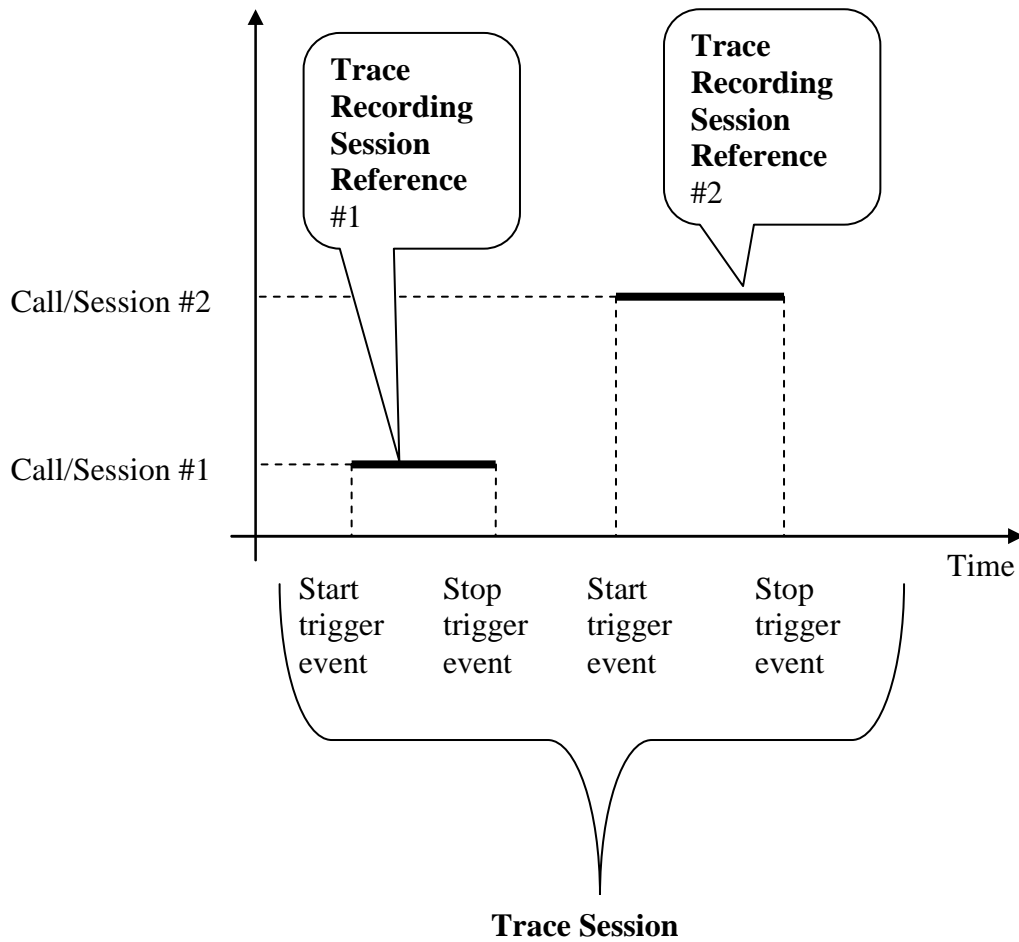 Trace
Recording
Session
Reference
#1
Trace
Recording
Session
Reference
#2
Call/Session #2
Call/Session #1
Time
Start
trigger
event
Stop
trigger
event
Start
trigger
event
Stop
trigger
event
Trace Session